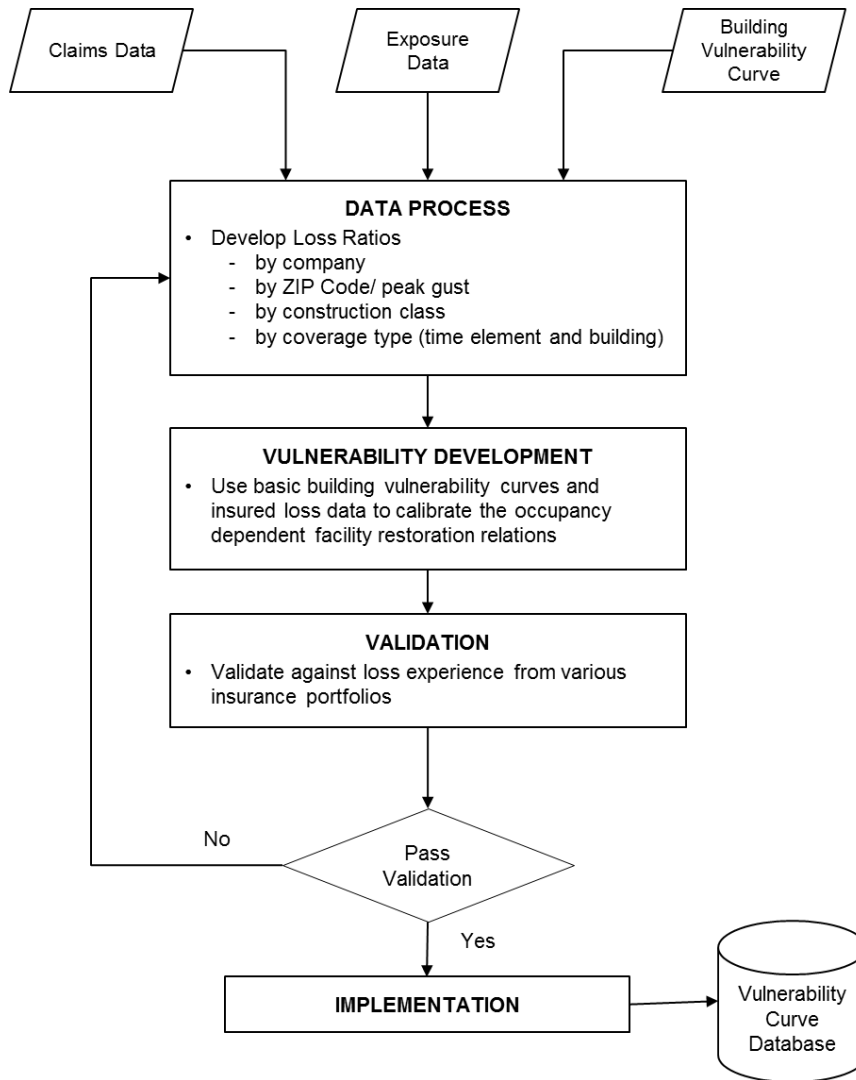 Claims Data
Exposure
Data
Building
Vulnerability
Curve
DATA PROCESS
• Develop Loss Ratios
- by company
- by ZIP Code/ peak gust
- by construction class
- by coverage type (time element and building)
VULNERABILITY DEVELOPMENT
• Use basic building vulnerability curves and
insured loss data to calibrate the occupancy
dependent facility restoration relations
VALIDATION
• Validate against loss experience from various
insurance portfolios
No
Pass
Validation
Yes
IMPLEMENTATION
Vulnerability
Curve
Database